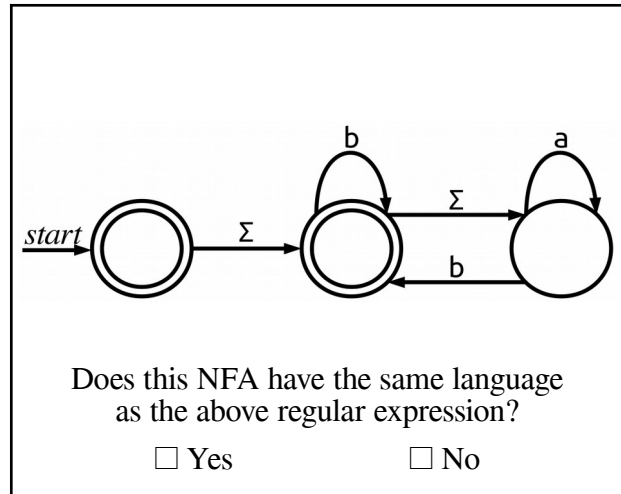 b a
start Σ Σ
b
Does this NFA have the same language
as the above regular expression?
☐ Yes ☐ No